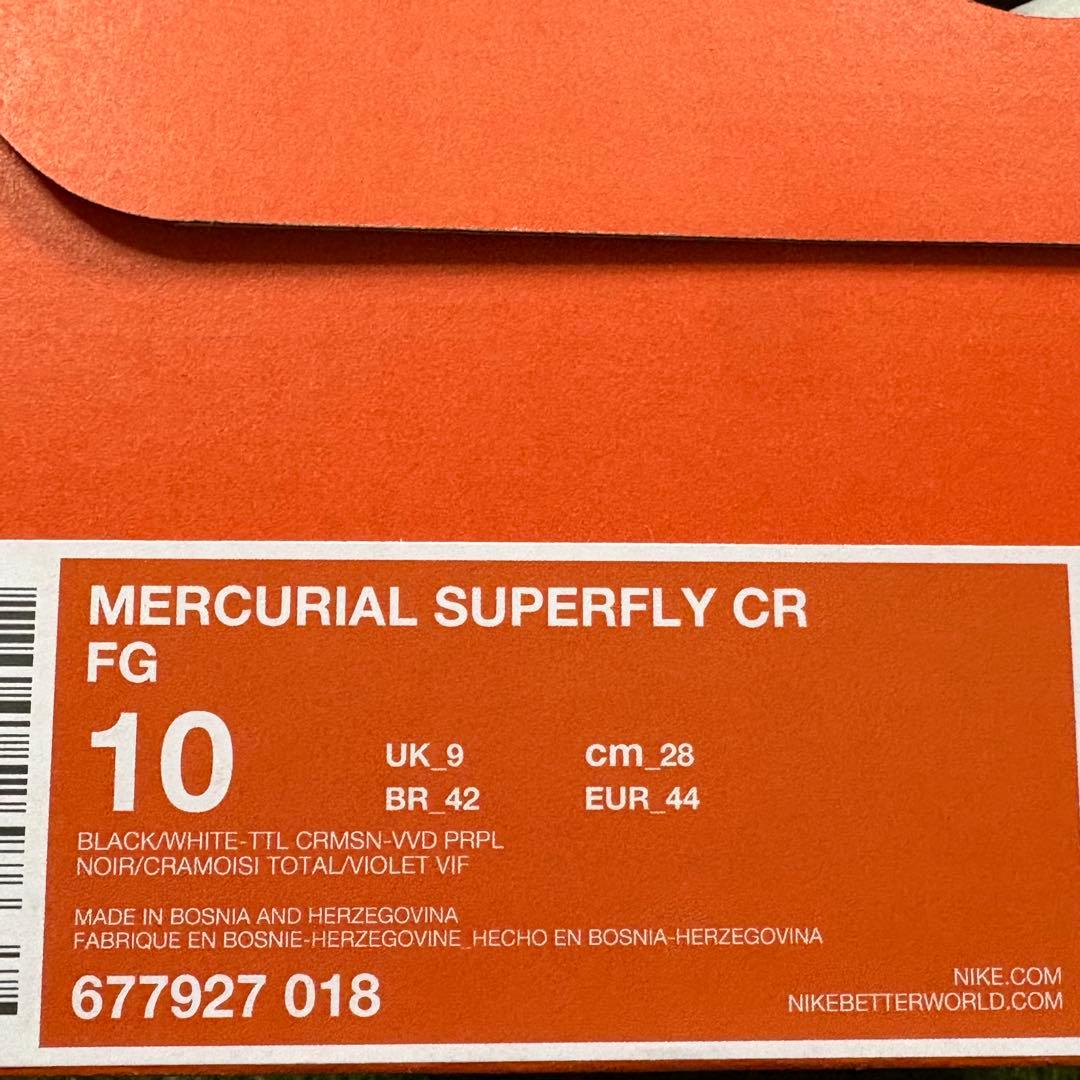 MERCURIAL SUPERFLY CR
FG
10
UK_9 cm_28
BR_42 EUR_44
BLACK/WHITE-TTL CRMSN-VVD PRPL
NOIR/CRAMOISI TOTAL/VIOLET VIF
MADE IN BOSNIA AND HERZEGOVINA
FABRIQUE EN BOSNIE-HERZEGOVINE_HECHO EN BOSNIA-HERZEGOVINA
677927 018
NIKE.COM
NIKEBETTERWORLD.COM